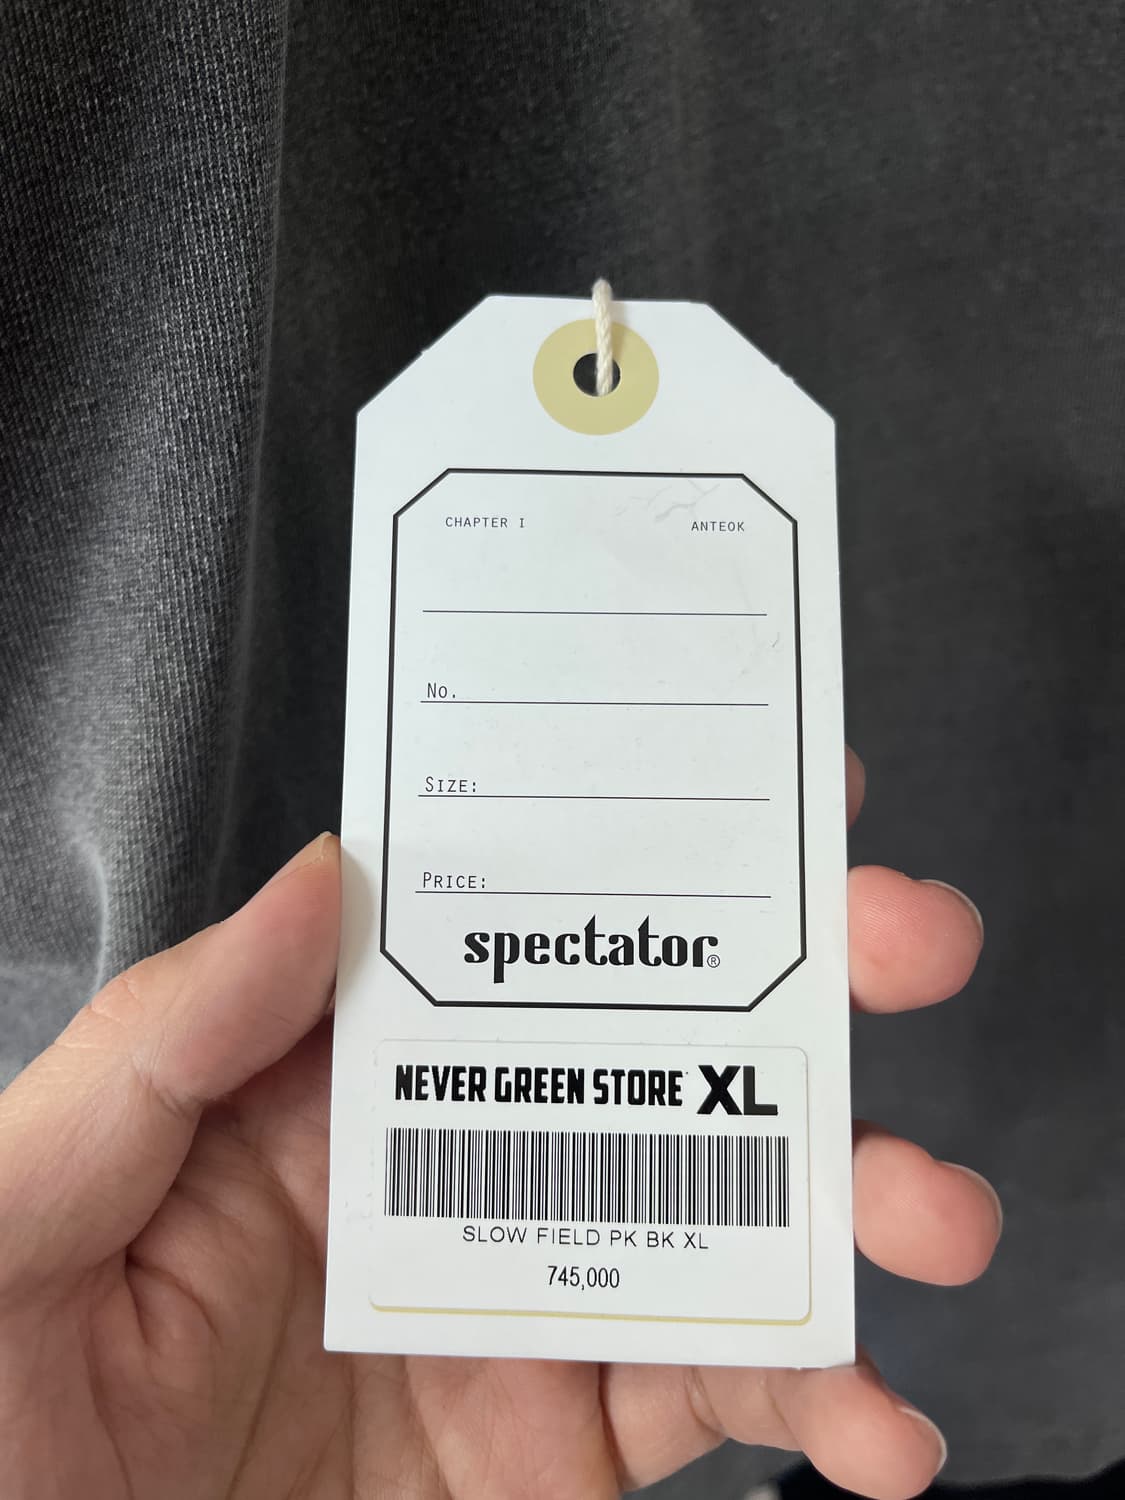 CHAPTER I ANTEOK
No.
SIZE:
PRICE:
spectator®
NEVER GREEN STORE XL
SLOW FIELD PK BK XL
745,000